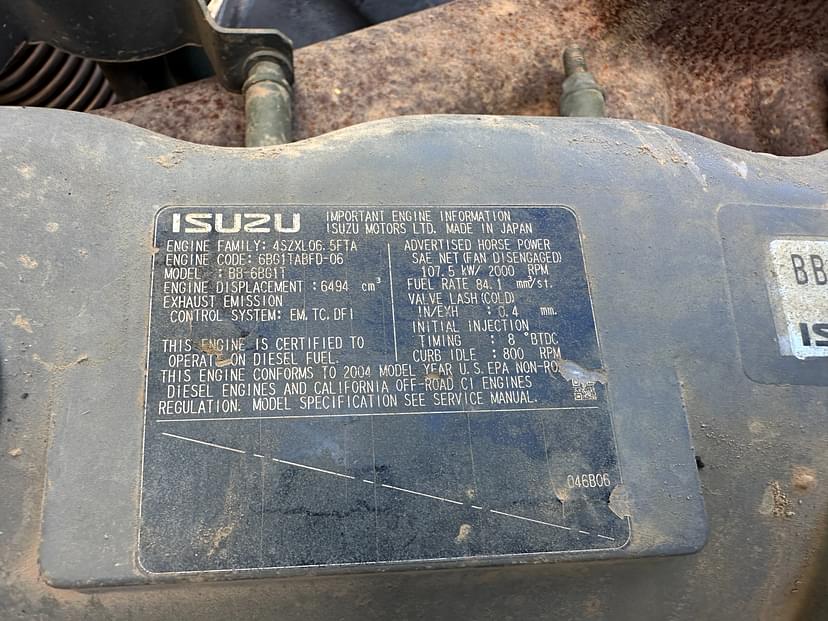 ISUZU
IMPORTANT ENGINE INFORMATION
ISUZU MOTORS LTD. MADE IN JAPAN
ENGINE FAMILY: 4SZXL06.5FTA
ENGINE CODE: 6BG1TABFD-06
MODEL : BB-6BG1T
ENGINE DISPLACEMENT :6494 cm³
EXHAUST EMISSION
CONTROL SYSTEM: EM, TC, DFI
THIS ENGINE IS CERTIFIED TO
OPERATE ON DIESEL FUEL.
ADVERTISED HORSE POWER
SAE NET(FAN DISENGAGED)
107.5 kW/ 2000 RPM
FUEL RATE 84.1 mm³/st.
VALVE LASH(COLD)
IN/EXH : 0.4 mm.
INITIAL INJECTION
TIMING : 8 °BTDC
CURB IDLE : 800 RPM
THIS ENGINE CONFORMS TO 2004 MODEL YEAR U.S.EPA NON-RO
DIESEL ENGINES AND CALIFORNIA OFF-ROAD CI ENGINES
REGULATION. MODEL SPECIFICATION SEE SERVICE MANUAL.
046B06
BB
IS